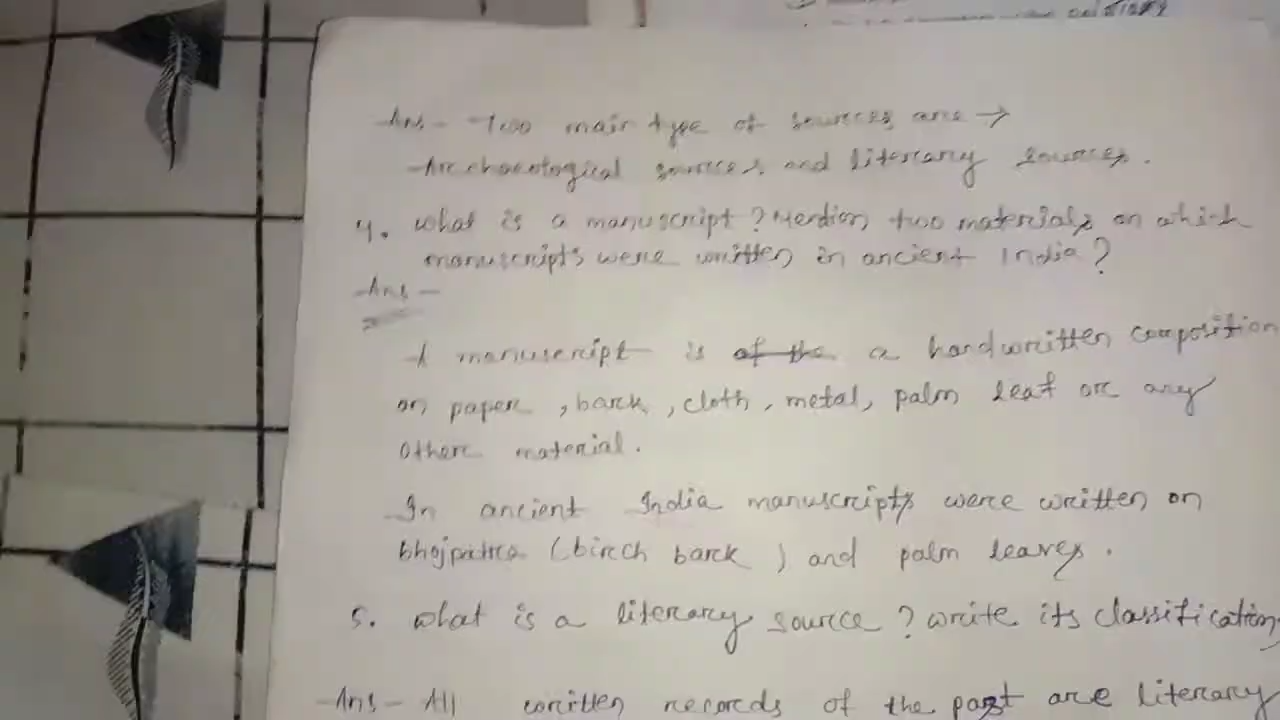 Ans - Two main type of sources are →
Archaeological sources and literary sources.
4. What is a manuscript ? Mention two materials on which
manuscripts were written in ancient India ?
Ans -
A manuscript is of the a handwritten composition
on paper , bark , cloth , metal, palm leaf or any
other material.
In ancient India manuscripts were written on
bhojpatra (birch bark ) and palm leaves .
5. What is a literary source ? Write its classification
Ans - All written records of the past are literary